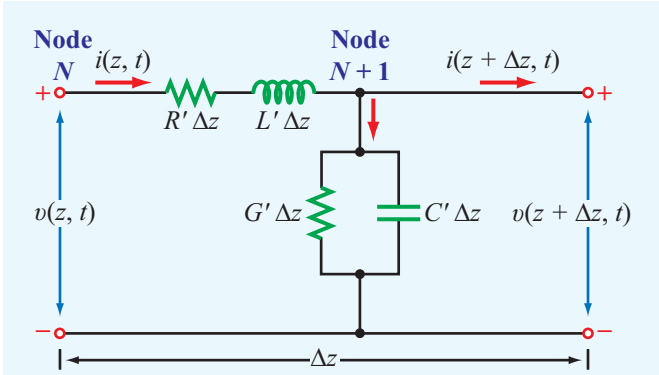 Node
N
Node
N + 1
i(z, t)
i(z + Δz, t)
+
+
R′ Δz
L′ Δz
υ(z, t)
G′ Δz
C′ Δz
υ(z + Δz, t)
−
−
Δz